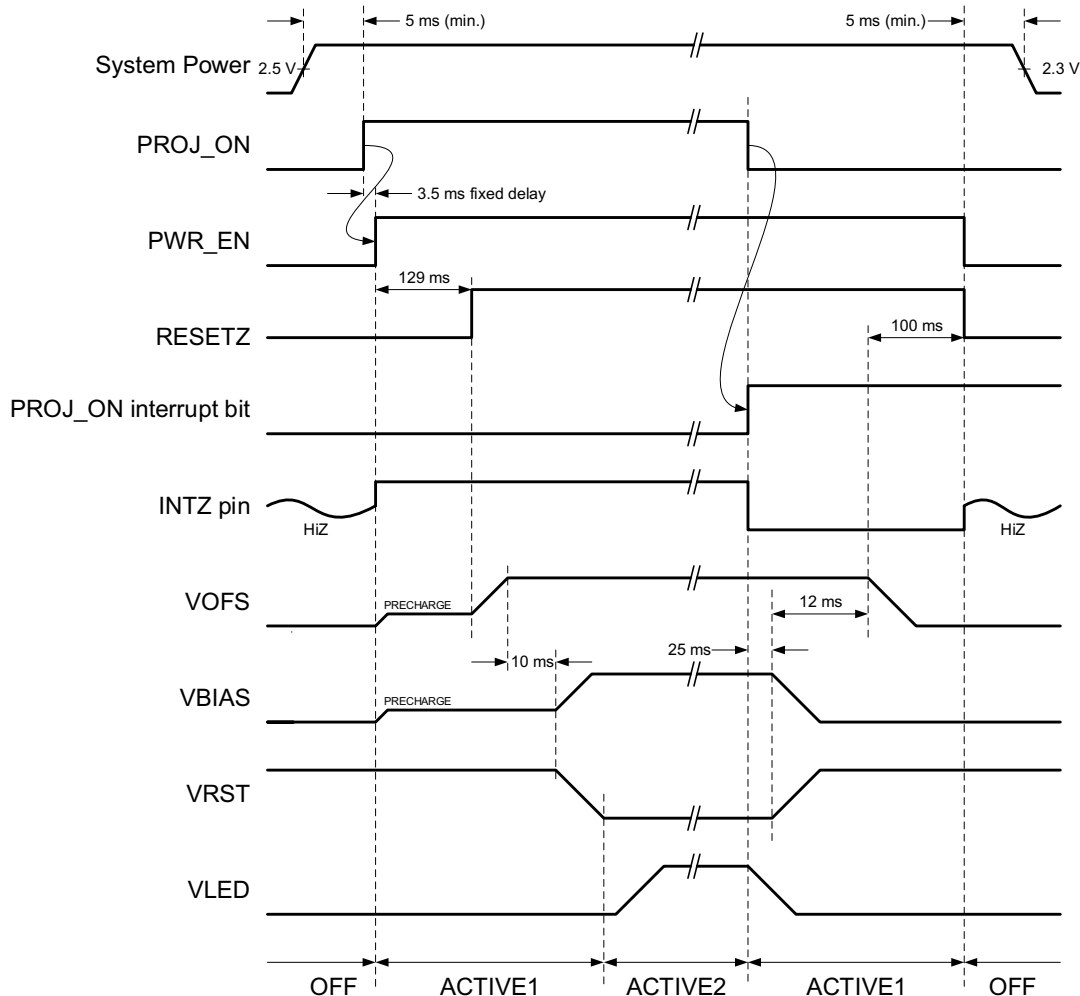 5 ms (min.)
5 ms (min.)
System Power
2.5 V
2.3 V
PROJ_ON
3.5 ms fixed delay
PWR_EN
129 ms
RESETZ
100 ms
PROJ_ON interrupt bit
INTZ pin
HiZ
HiZ
VOFS
PRECHARGE
12 ms
10 ms
25 ms
VBIAS
PRECHARGE
VRST
VLED
OFF
ACTIVE1
ACTIVE2
ACTIVE1
OFF